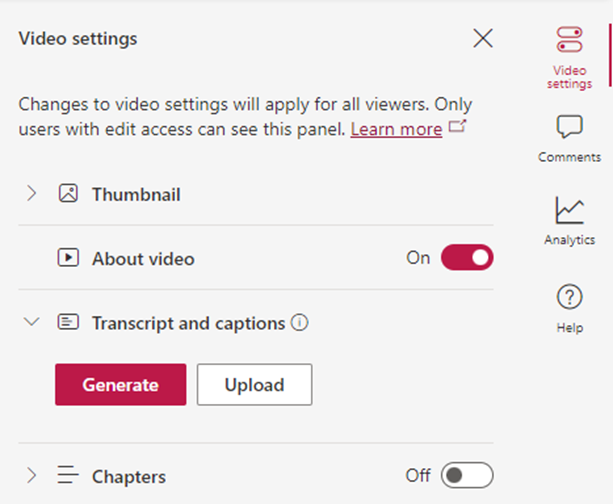 Video settings
Changes to video settings will apply for all viewers. Only
users with edit access can see this panel. Learn more
Thumbnail
About video
On
Transcript and captions
Generate
Upload
Chapters
Off
Video
settings
Comments
Analytics
Help